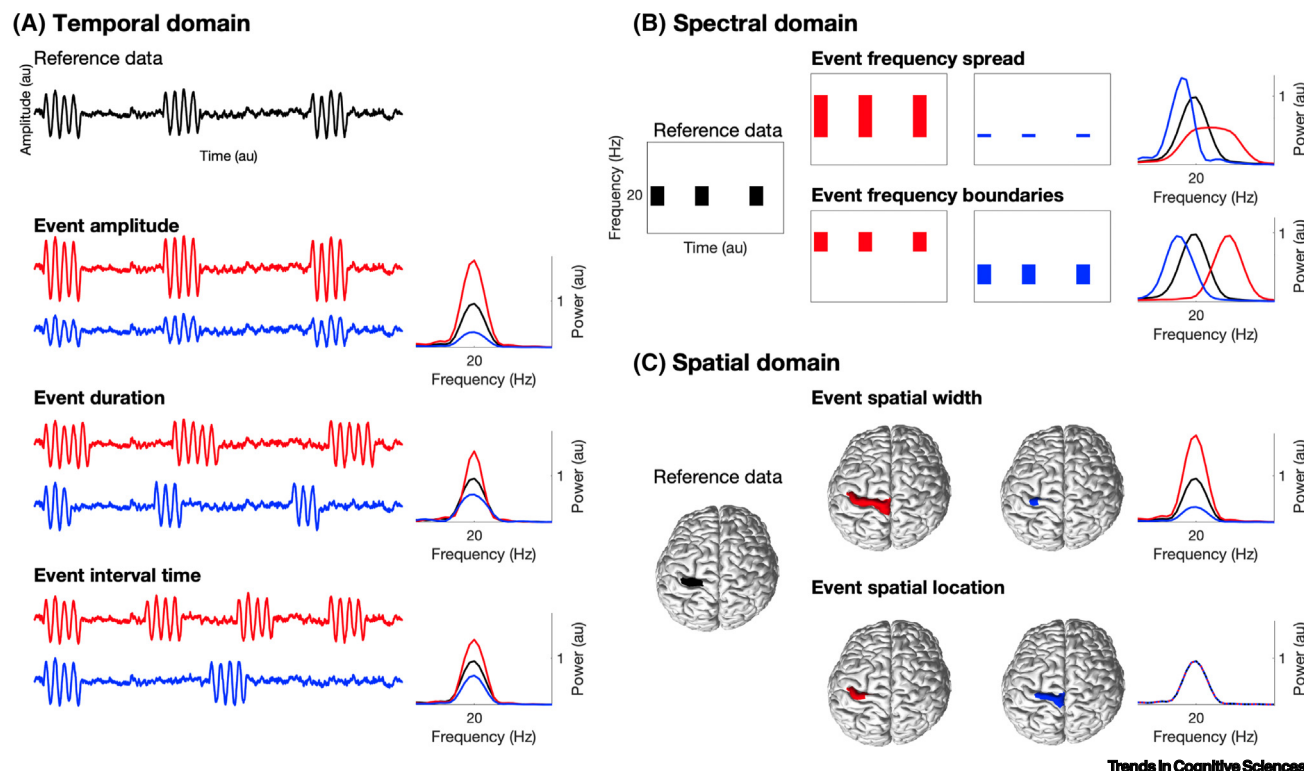 (A) Temporal domain
Reference data
Amplitude (au)
Time (au)
Event amplitude
1
Power (au)
20
Frequency (Hz)
Event duration
1
Power (au)
20
Frequency (Hz)
Event interval time
1
Power (au)
20
Frequency (Hz)
(B) Spectral domain
Reference data
Frequency (Hz)
20
Time (au)
Event frequency spread
1
Power (au)
20
Frequency (Hz)
Event frequency boundaries
1
Power (au)
20
Frequency (Hz)
(C) Spatial domain
Reference data
Event spatial width
1
Power (au)
20
Frequency (Hz)
Event spatial location
1
Power (au)
20
Frequency (Hz)
Trends in Cognitive Sciences